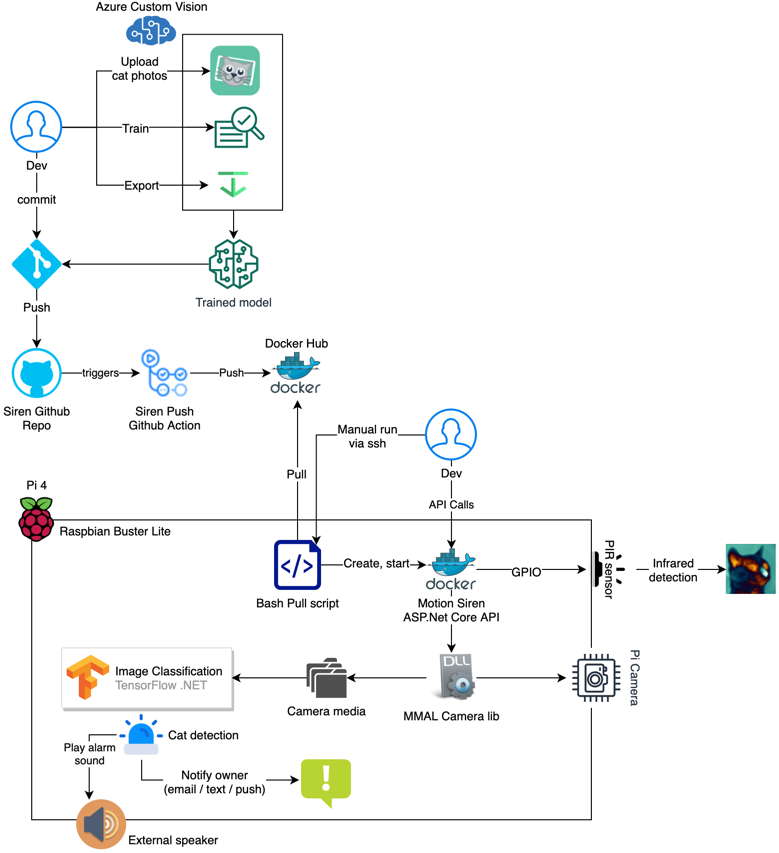 Azure Custom Vision
Upload
cat photos
Train
Export
Dev
commit
Trained model
Push
Siren Github
Repo
triggers
Siren Push
Github Action
Push
Docker Hub
docker
Manual run
via ssh
Dev
Pull
API Calls
Pi 4
Raspbian Buster Lite
Bash Pull script
Create, start
docker
Motion Siren
ASP.Net Core API
GPIO
PIR sensor
Infrared
detection
Image Classification
TensorFlow .NET
Camera media
DLL
MMAL Camera lib
Pi Camera
Cat detection
Play alarm
sound
Notify owner
(email / text / push)
External speaker